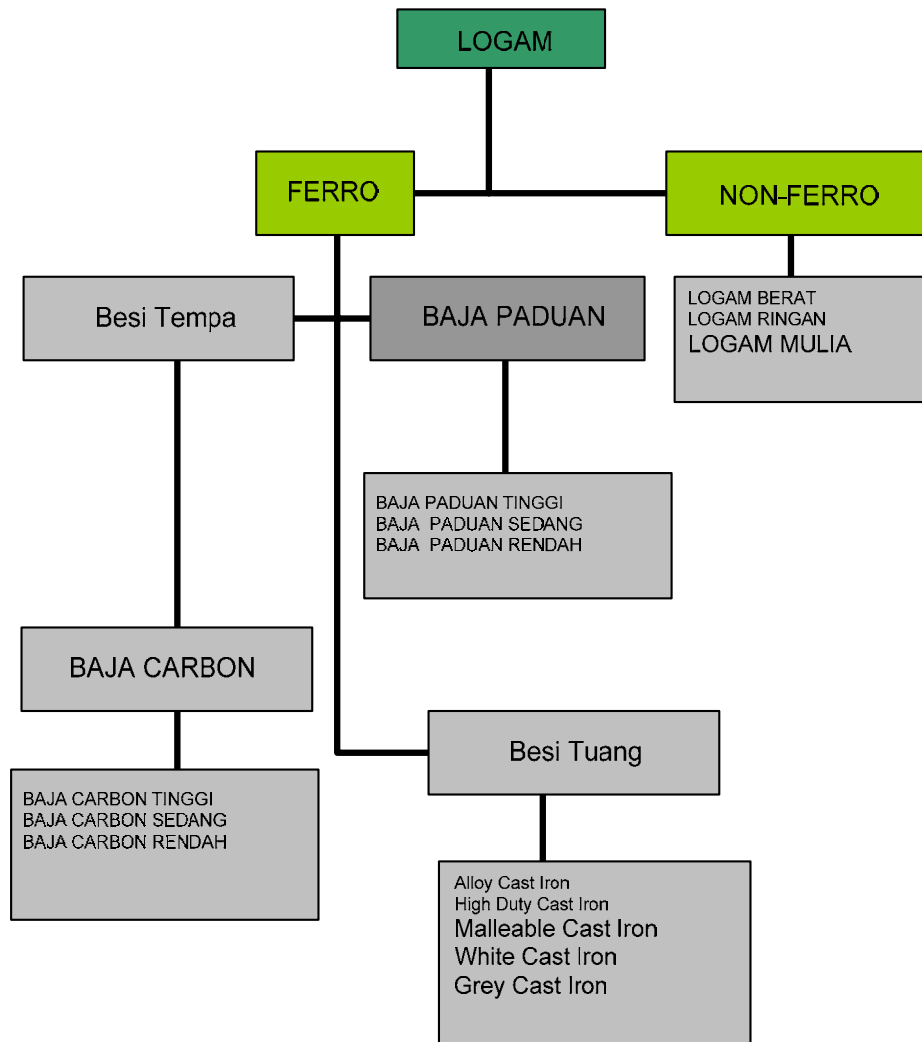 LOGAM
FERRO
NON-FERRO
Besi Tempa
BAJA PADUAN
LOGAM BERAT
LOGAM RINGAN
LOGAM MULIA
BAJA PADUAN TINGGI
BAJA PADUAN SEDANG
BAJA PADUAN RENDAH
BAJA CARBON
Besi Tuang
BAJA CARBON TINGGI
BAJA CARBON SEDANG
BAJA CARBON RENDAH
Alloy Cast Iron
High Duty Cast Iron
Malleable Cast Iron
White Cast Iron
Grey Cast Iron